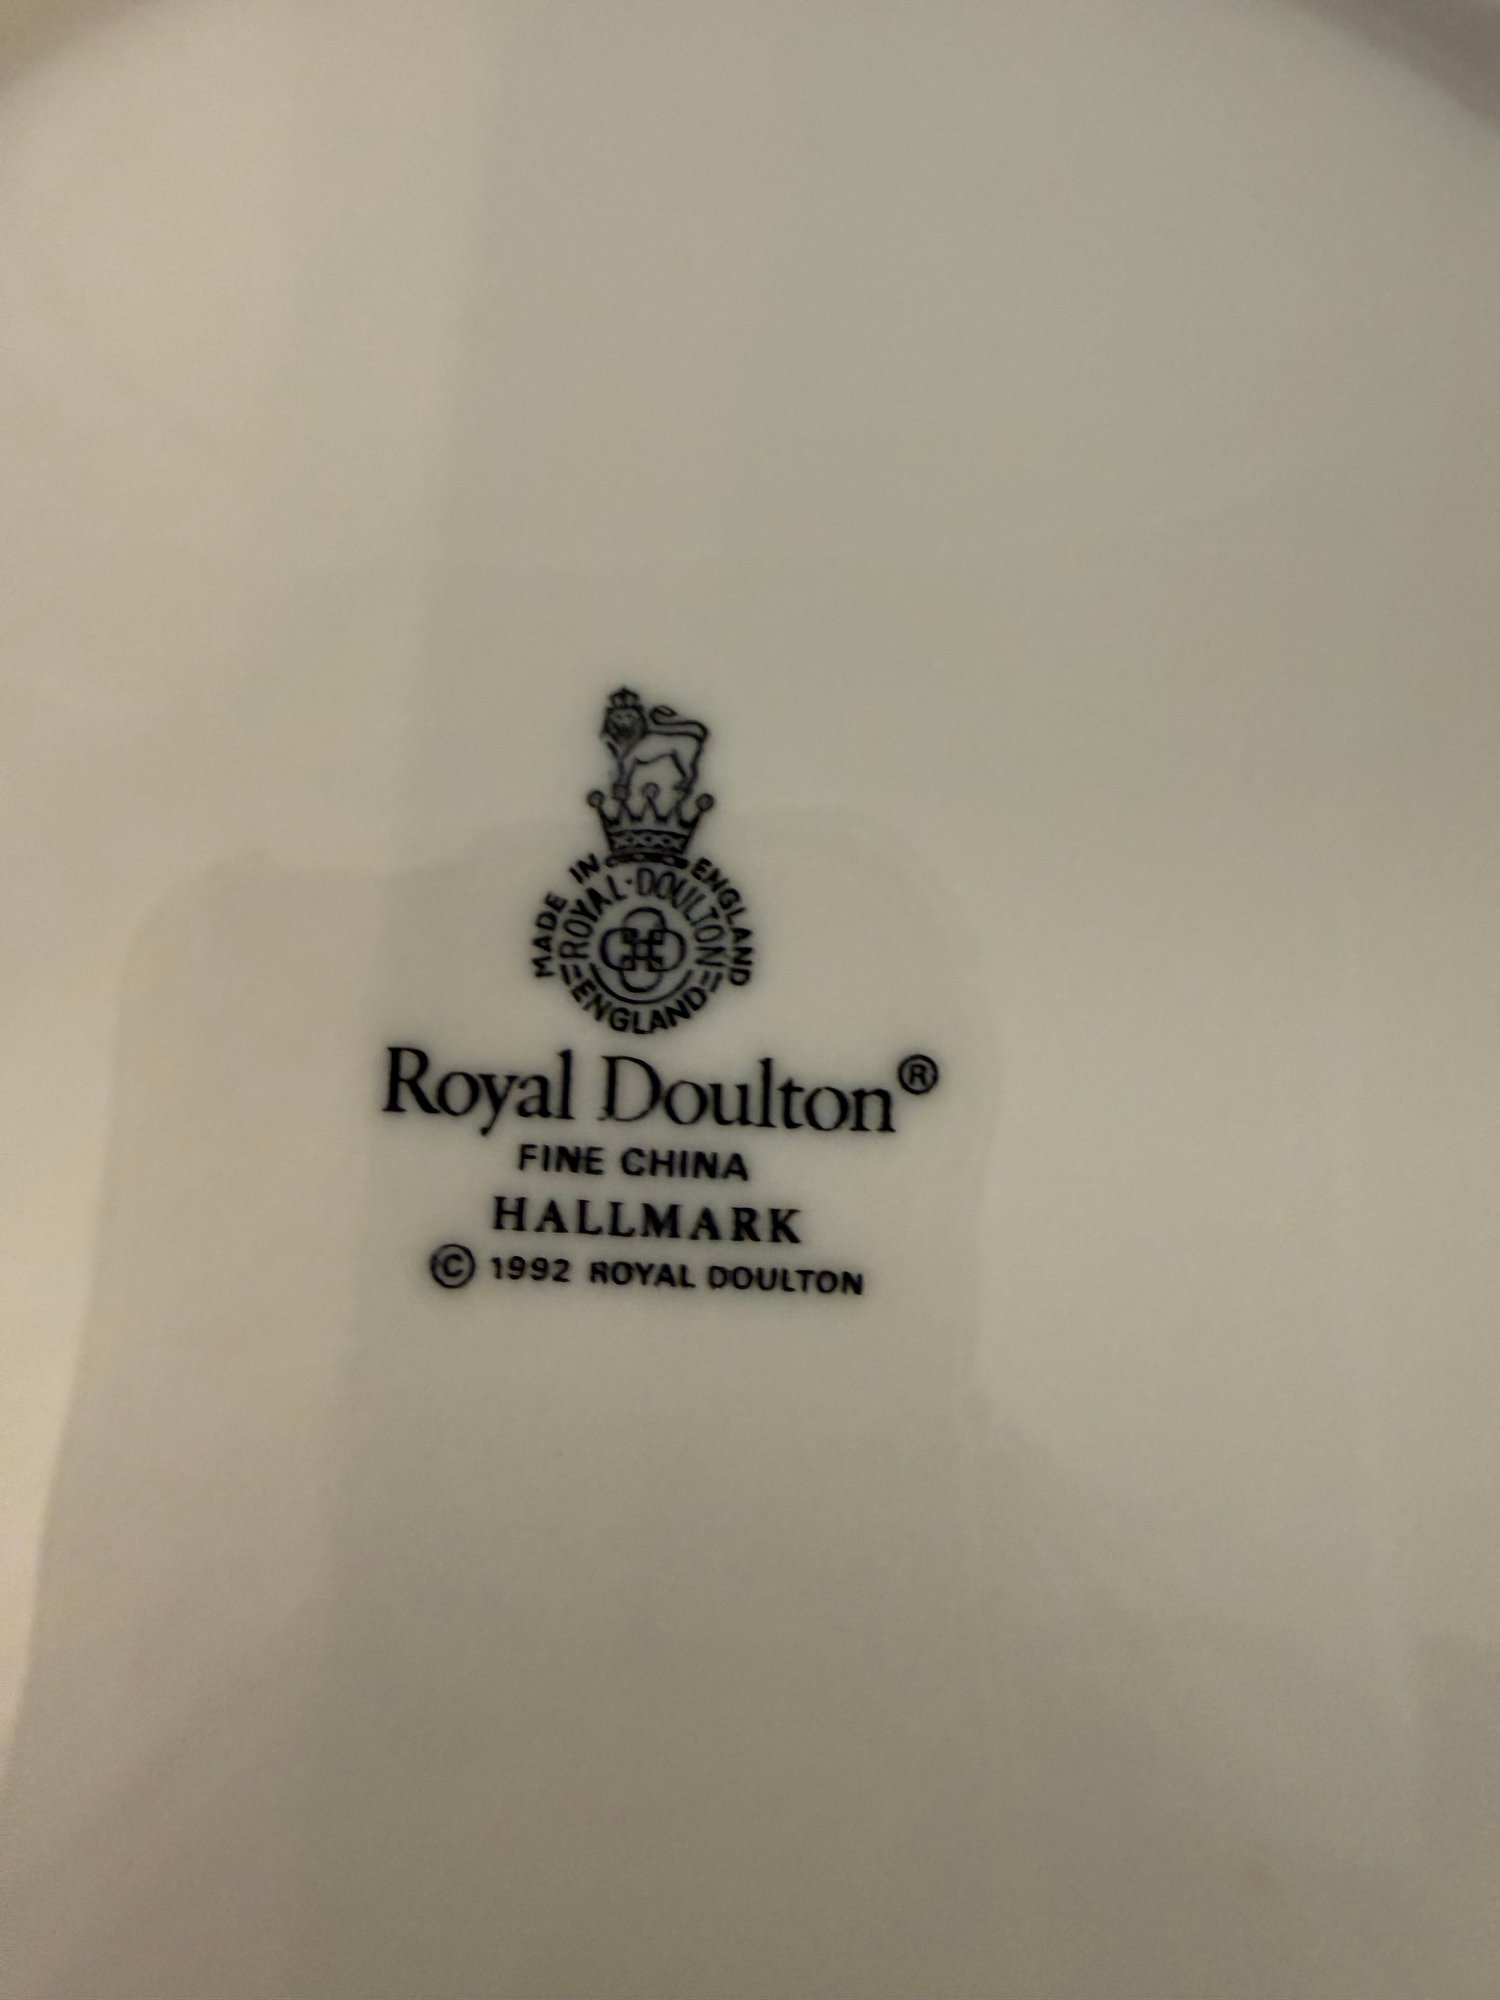 MADE IN ENGLAND
ROYAL·DOULTON
ENGLAND
Royal Doulton®
FINE CHINA
HALLMARK
© 1992 ROYAL DOULTON